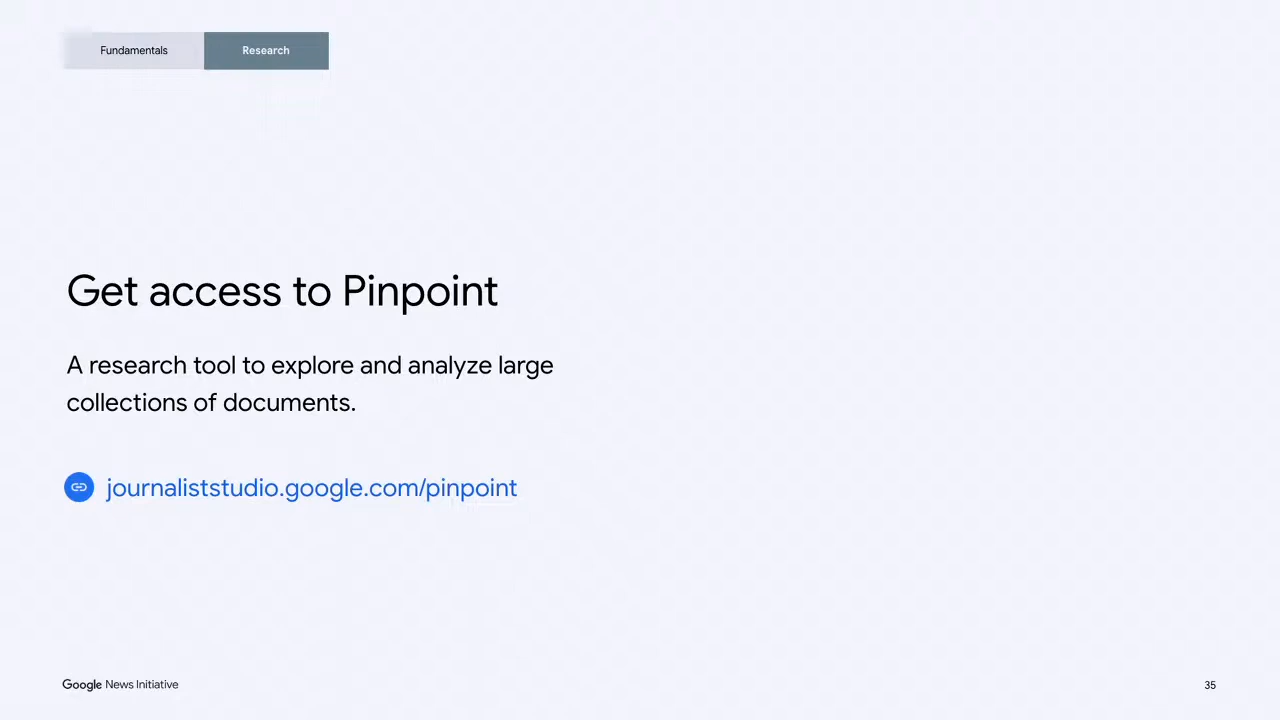 Fundamentals
Research
Get access to Pinpoint
A research tool to explore and analyze large
collections of documents.
journaliststudio.google.com/pinpoint
Google News Initiative
35